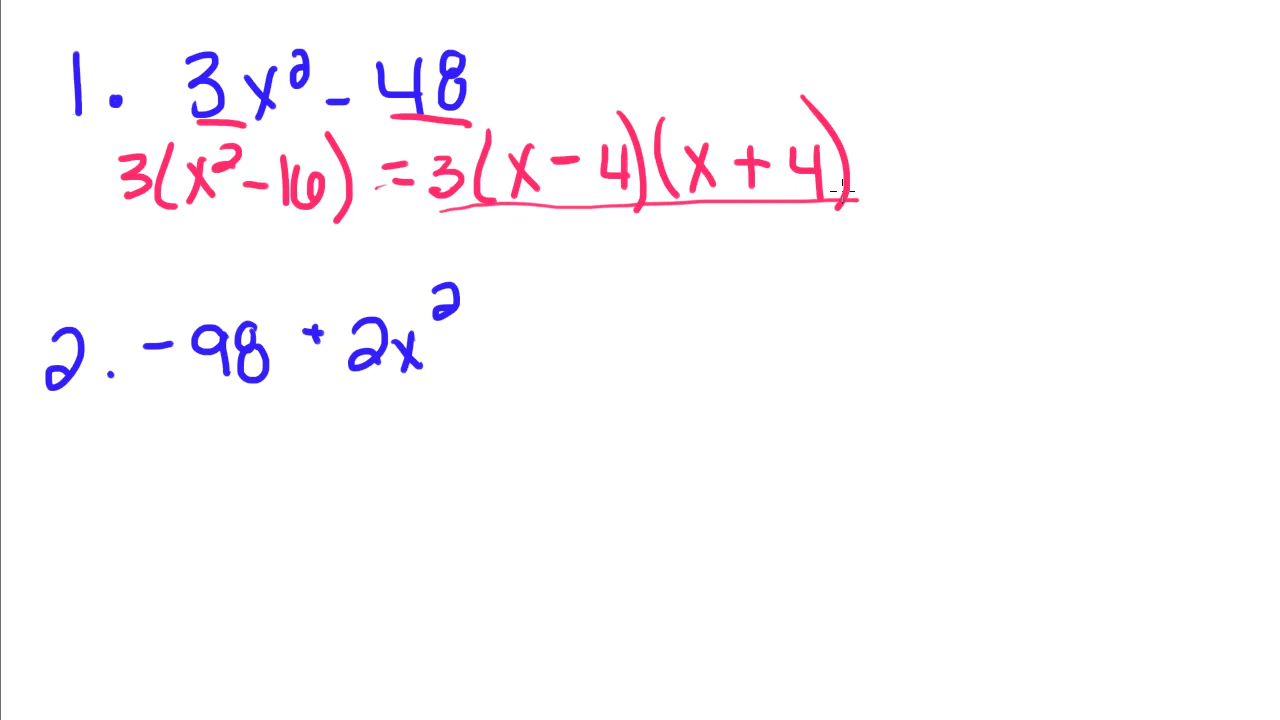 1. 3x² - 48
3(x² - 16) = 3(x - 4)(x + 4)
2. - 98 + 2x²